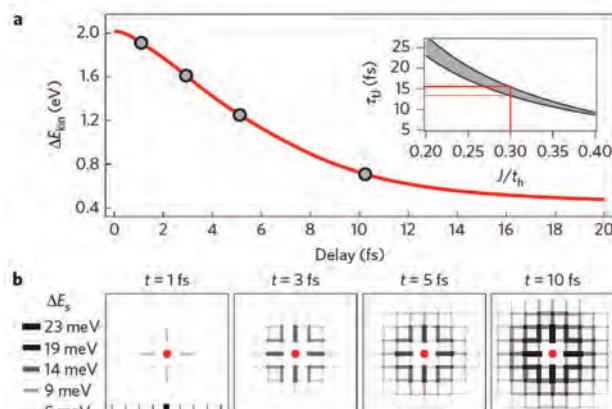 a
2.0
1.6
1.2
0.8
0.4
ΔE_kin (eV)
0 2 4 6 8 10 12 14 16 18 20
Delay (fs)
25
20
15
10
5
(fs)
0.20 0.25 0.30 0.35 0.40
J/t_h
b
t = 1 fs t = 3 fs t = 5 fs t = 10 fs
ΔE_s
23 meV
19 meV
14 meV
9 meV